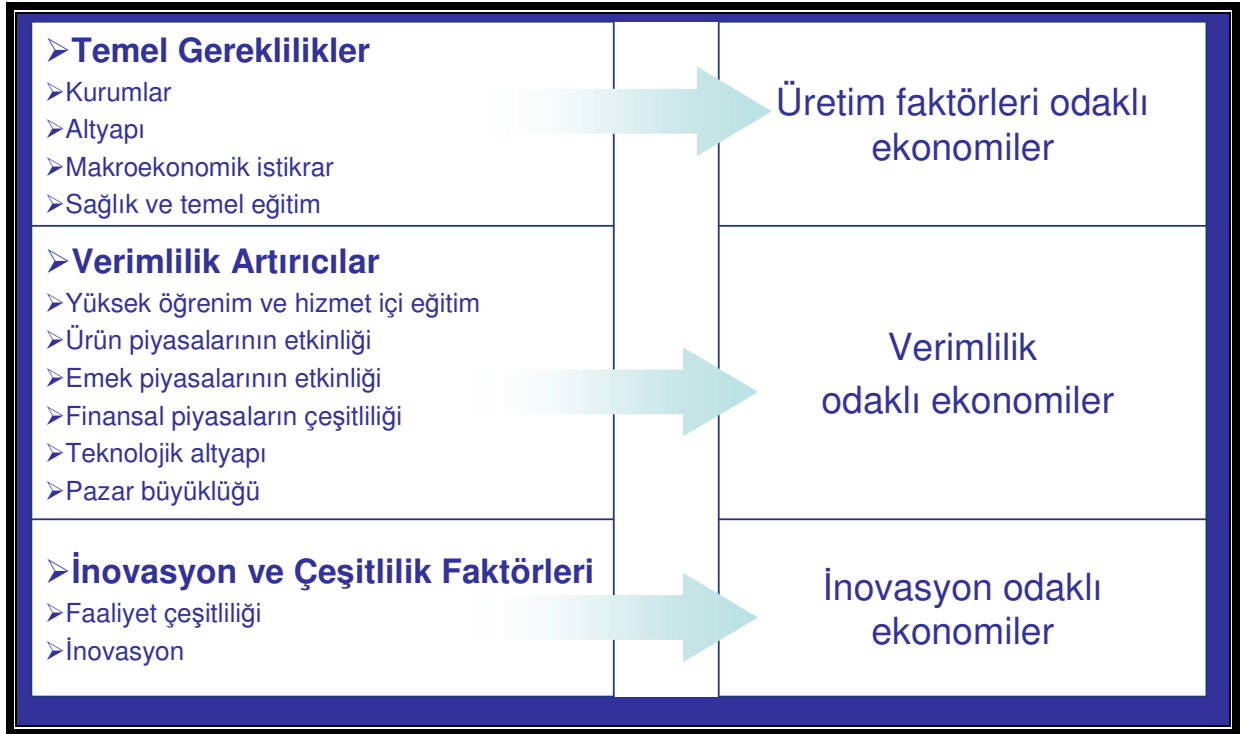 ➢Temel Gereklilikler
➢Kurumlar
➢Altyapı
➢Makroekonomik istikrar
➢Sağlık ve temel eğitim
Üretim faktörleri odaklı
ekonomiler
➢Verimlilik Artırıcılar
➢Yüksek öğrenim ve hizmet içi eğitim
➢Ürün piyasalarının etkinliği
➢Emek piyasalarının etkinliği
➢Finansal piyasaların çeşitliliği
➢Teknolojik altyapı
➢Pazar büyüklüğü
Verimlilik
odaklı ekonomiler
➢İnovasyon ve Çeşitlilik Faktörleri
➢Faaliyet çeşitliliği
➢İnovasyon
İnovasyon odaklı
ekonomiler